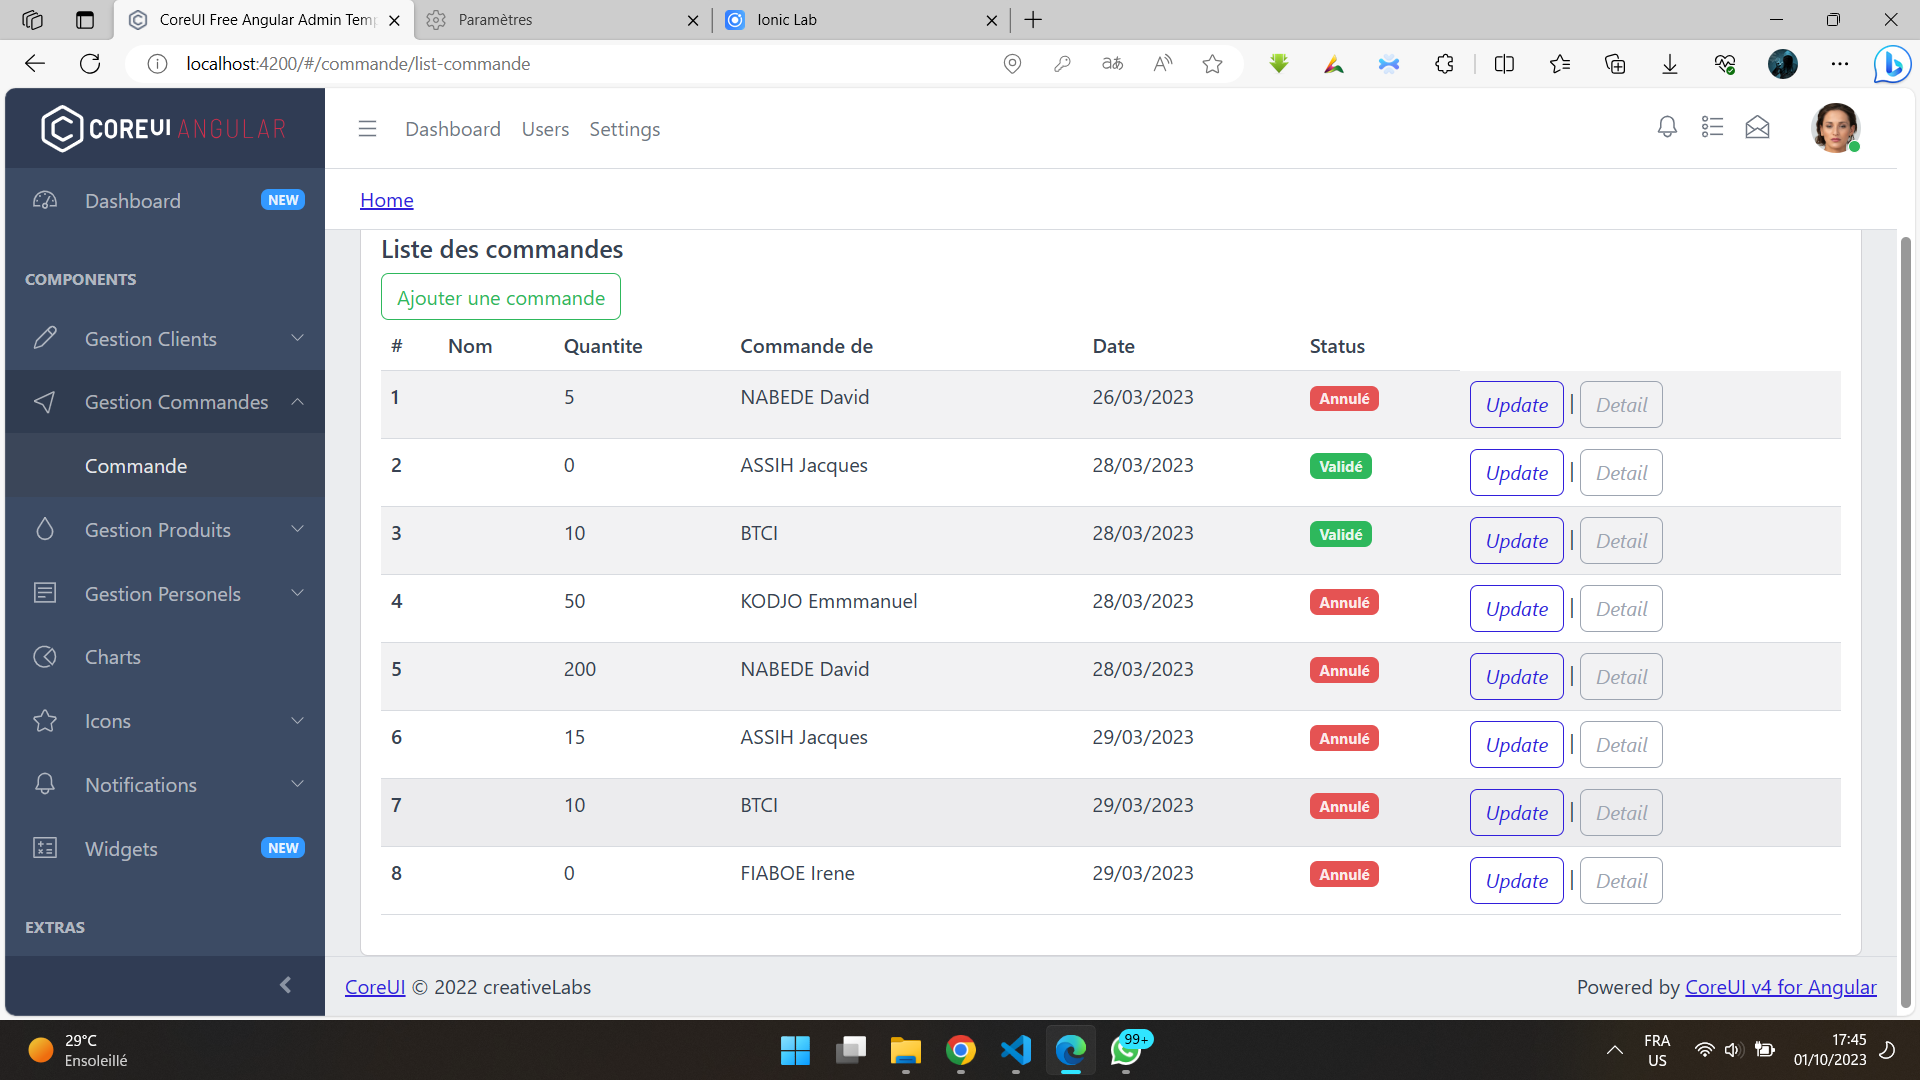 CoreUI Free Angular Admin Temp
Paramètres
Ionic Lab
localhost:4200/#/commande/list-commande
COREUI ANGULAR
Dashboard Users Settings
Home
Dashboard NEW
COMPONENTS
Gestion Clients
Gestion Commandes
Commande
Gestion Produits
Gestion Personels
Charts
Icons
Notifications
Widgets NEW
EXTRAS
Liste des commandes
Ajouter une commande
# Nom Quantite Commande de Date Status
1 5 NABEDE David 26/03/2023 Annulé Update | Detail
2 0 ASSIH Jacques 28/03/2023 Validé Update | Detail
3 10 BTCI 28/03/2023 Validé Update | Detail
4 50 KODJO Emmmanuel 28/03/2023 Annulé Update | Detail
5 200 NABEDE David 28/03/2023 Annulé Update | Detail
6 15 ASSIH Jacques 29/03/2023 Annulé Update | Detail
7 10 BTCI 29/03/2023 Annulé Update | Detail
8 0 FIABOE Irene 29/03/2023 Annulé Update | Detail
CoreUI © 2022 creativeLabs
Powered by CoreUI v4 for Angular
29°C
Ensoleillé
99+
FRA
US
17:45
01/10/2023